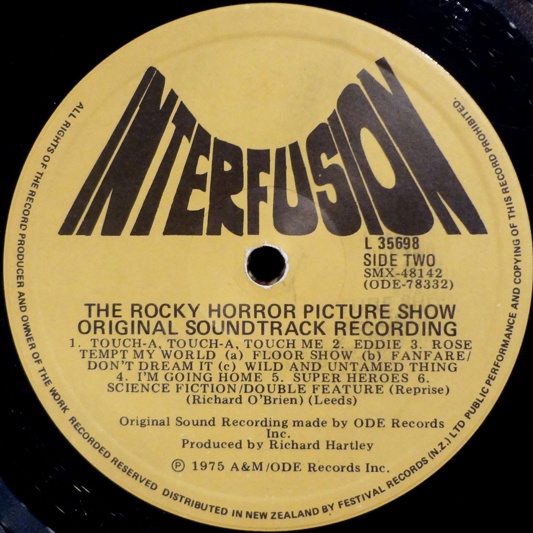 INTERFUSION
L 35698
SIDE TWO
SMX-48142
(ODE-78332)
THE ROCKY HORROR PICTURE SHOW
ORIGINAL SOUNDTRACK RECORDING
1. TOUCH-A, TOUCH-A, TOUCH ME 2. EDDIE 3. ROSE
TEMPT MY WORLD (a) FLOOR SHOW (b) FANFARE/
DON'T DREAM IT (c) WILD AND UNTAMED THING
4. I'M GOING HOME 5. SUPER HEROES 6.
SCIENCE FICTION/DOUBLE FEATURE (Reprise)
(Richard O'Brien) (Leeds)
Original Sound Recording made by ODE Records
Inc.
Produced by Richard Hartley
℗ 1975 A&M/ODE Records Inc.
ALL RIGHTS OF THE RECORD PRODUCER AND OWNER OF THE WORK RECORDED RESERVED DISTRIBUTED IN NEW ZEALAND BY FESTIVAL RECORDS (N.Z.) LTD PUBLIC PERFORMANCE AND COPYING OF THIS RECORD PROHIBITED.